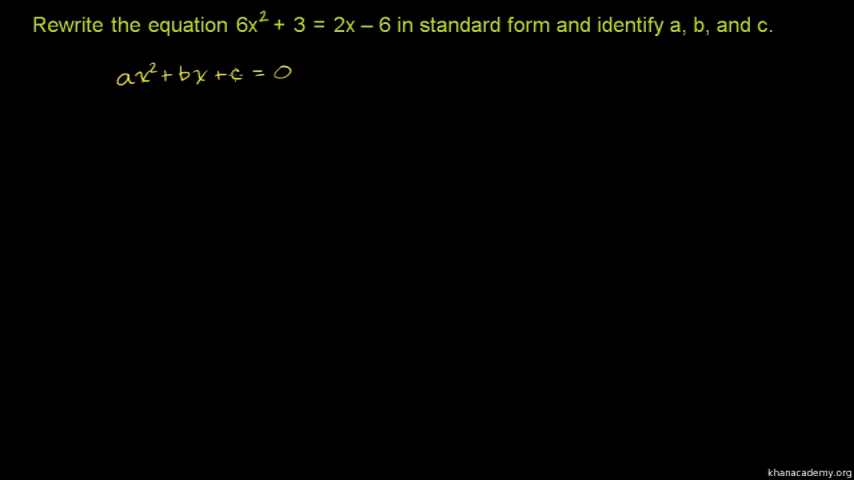 Rewrite the equation 6x² + 3 = 2x – 6 in standard form and identify a, b, and c.
ax² + bx + c = 0
khanacademy.org